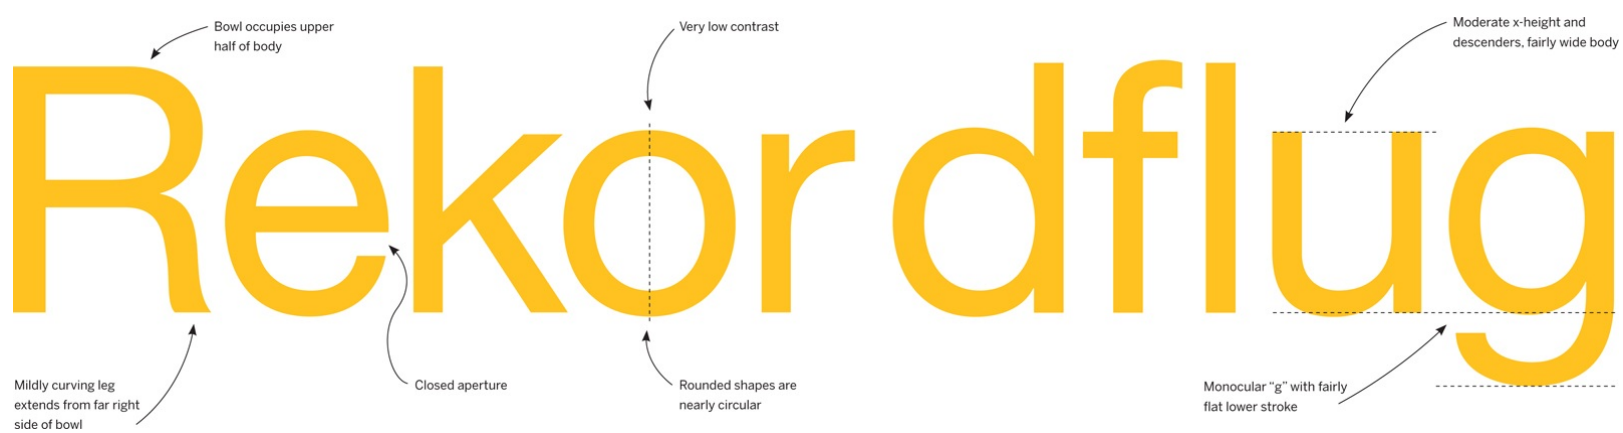 Bowl occupies upper
half of body
Very low contrast
Moderate x-height and
descenders, fairly wide body
Rekordflug
Mildly curving leg
extends from far right
side of bowl
Closed aperture
Rounded shapes are
nearly circular
Monocular “g” with fairly
flat lower stroke